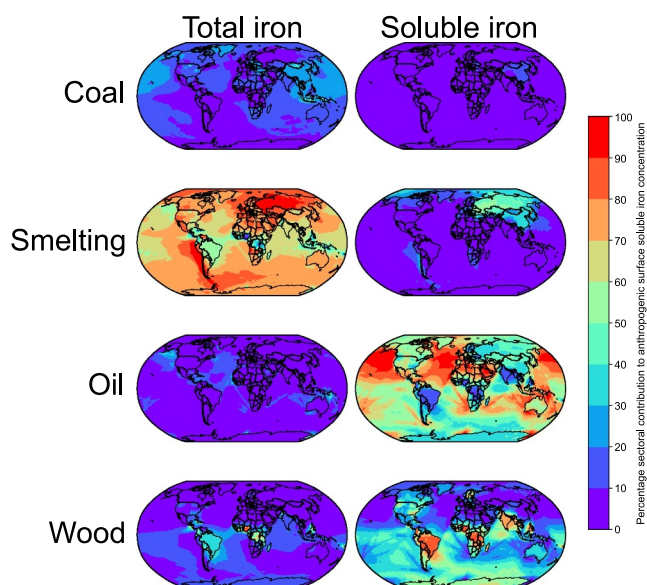 Total iron Soluble iron
Coal
Smelting
Oil
Wood
100
90
80
70
60
50
40
30
20
10
0
Percentage sectoral contribution to anthropogenic surface soluble iron concentration